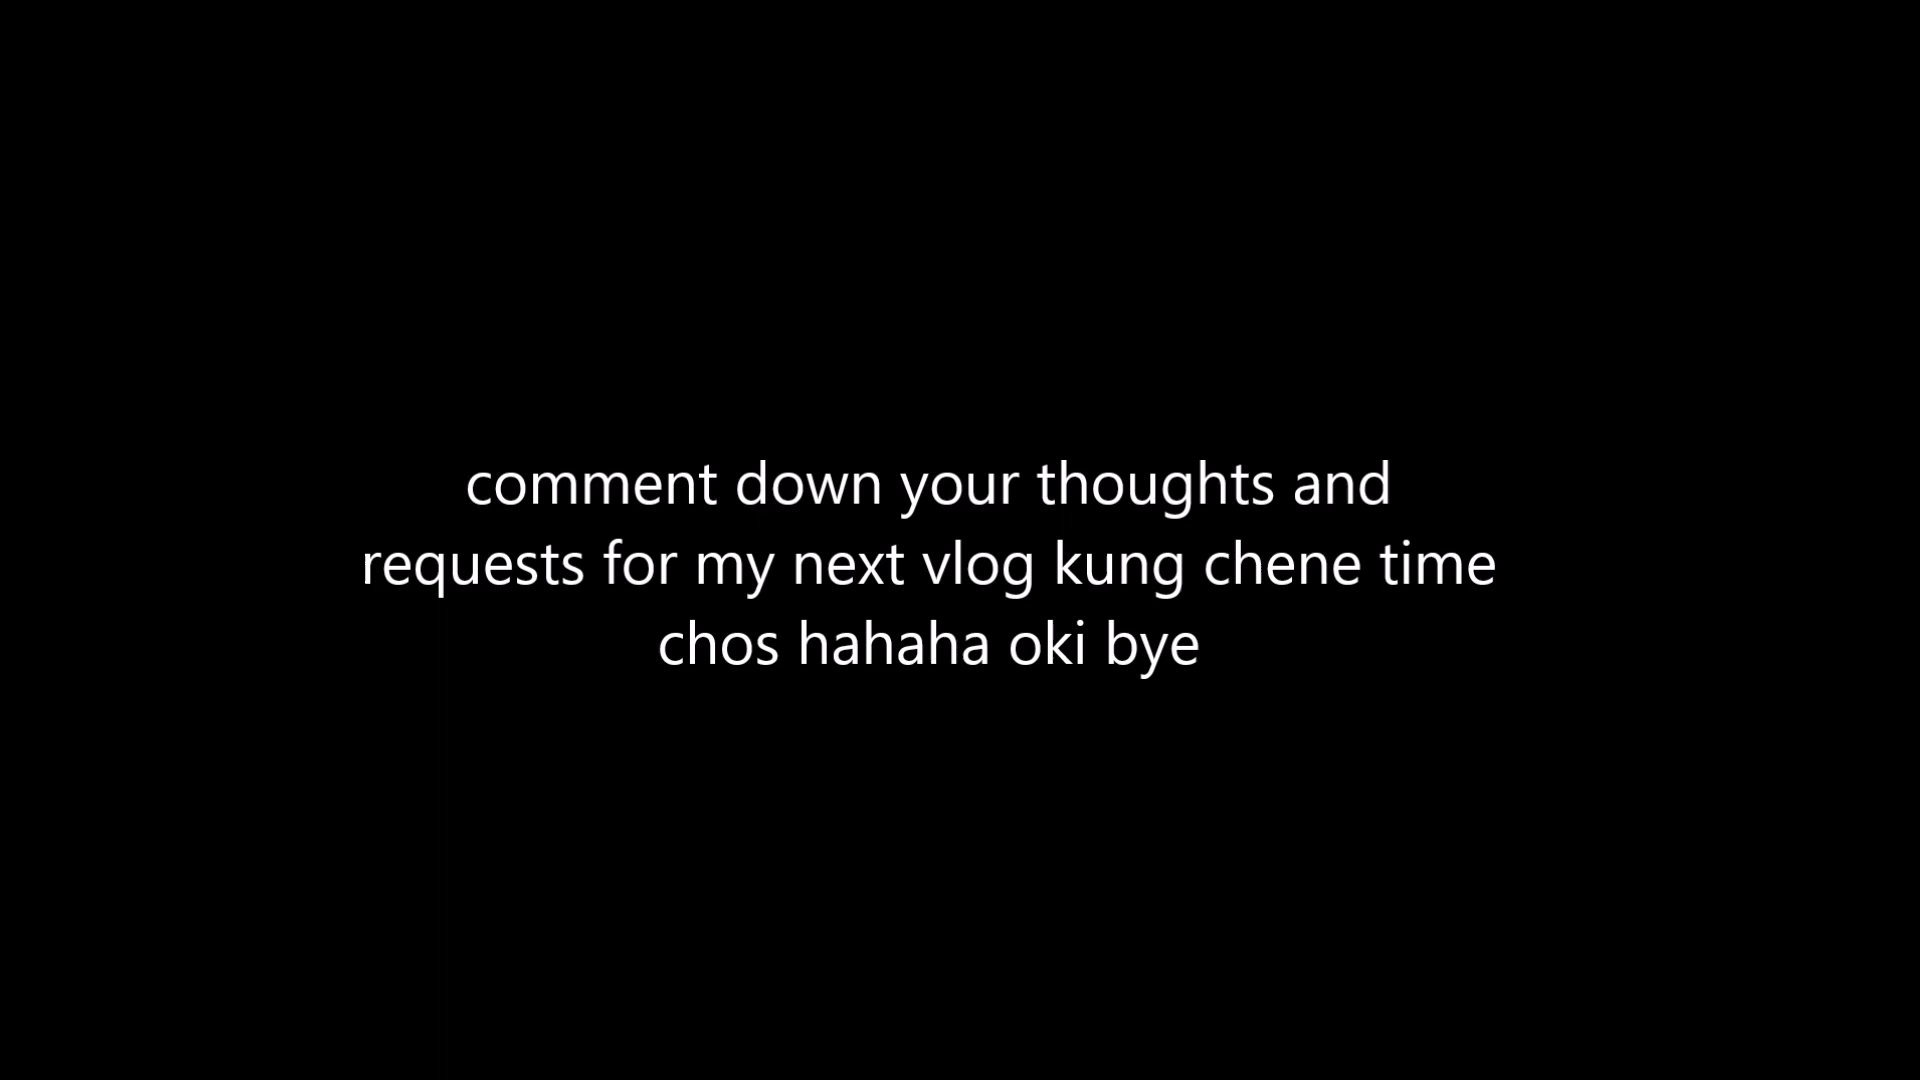 comment down your thoughts and
requests for my next vlog kung chene time
chos hahaha oki bye